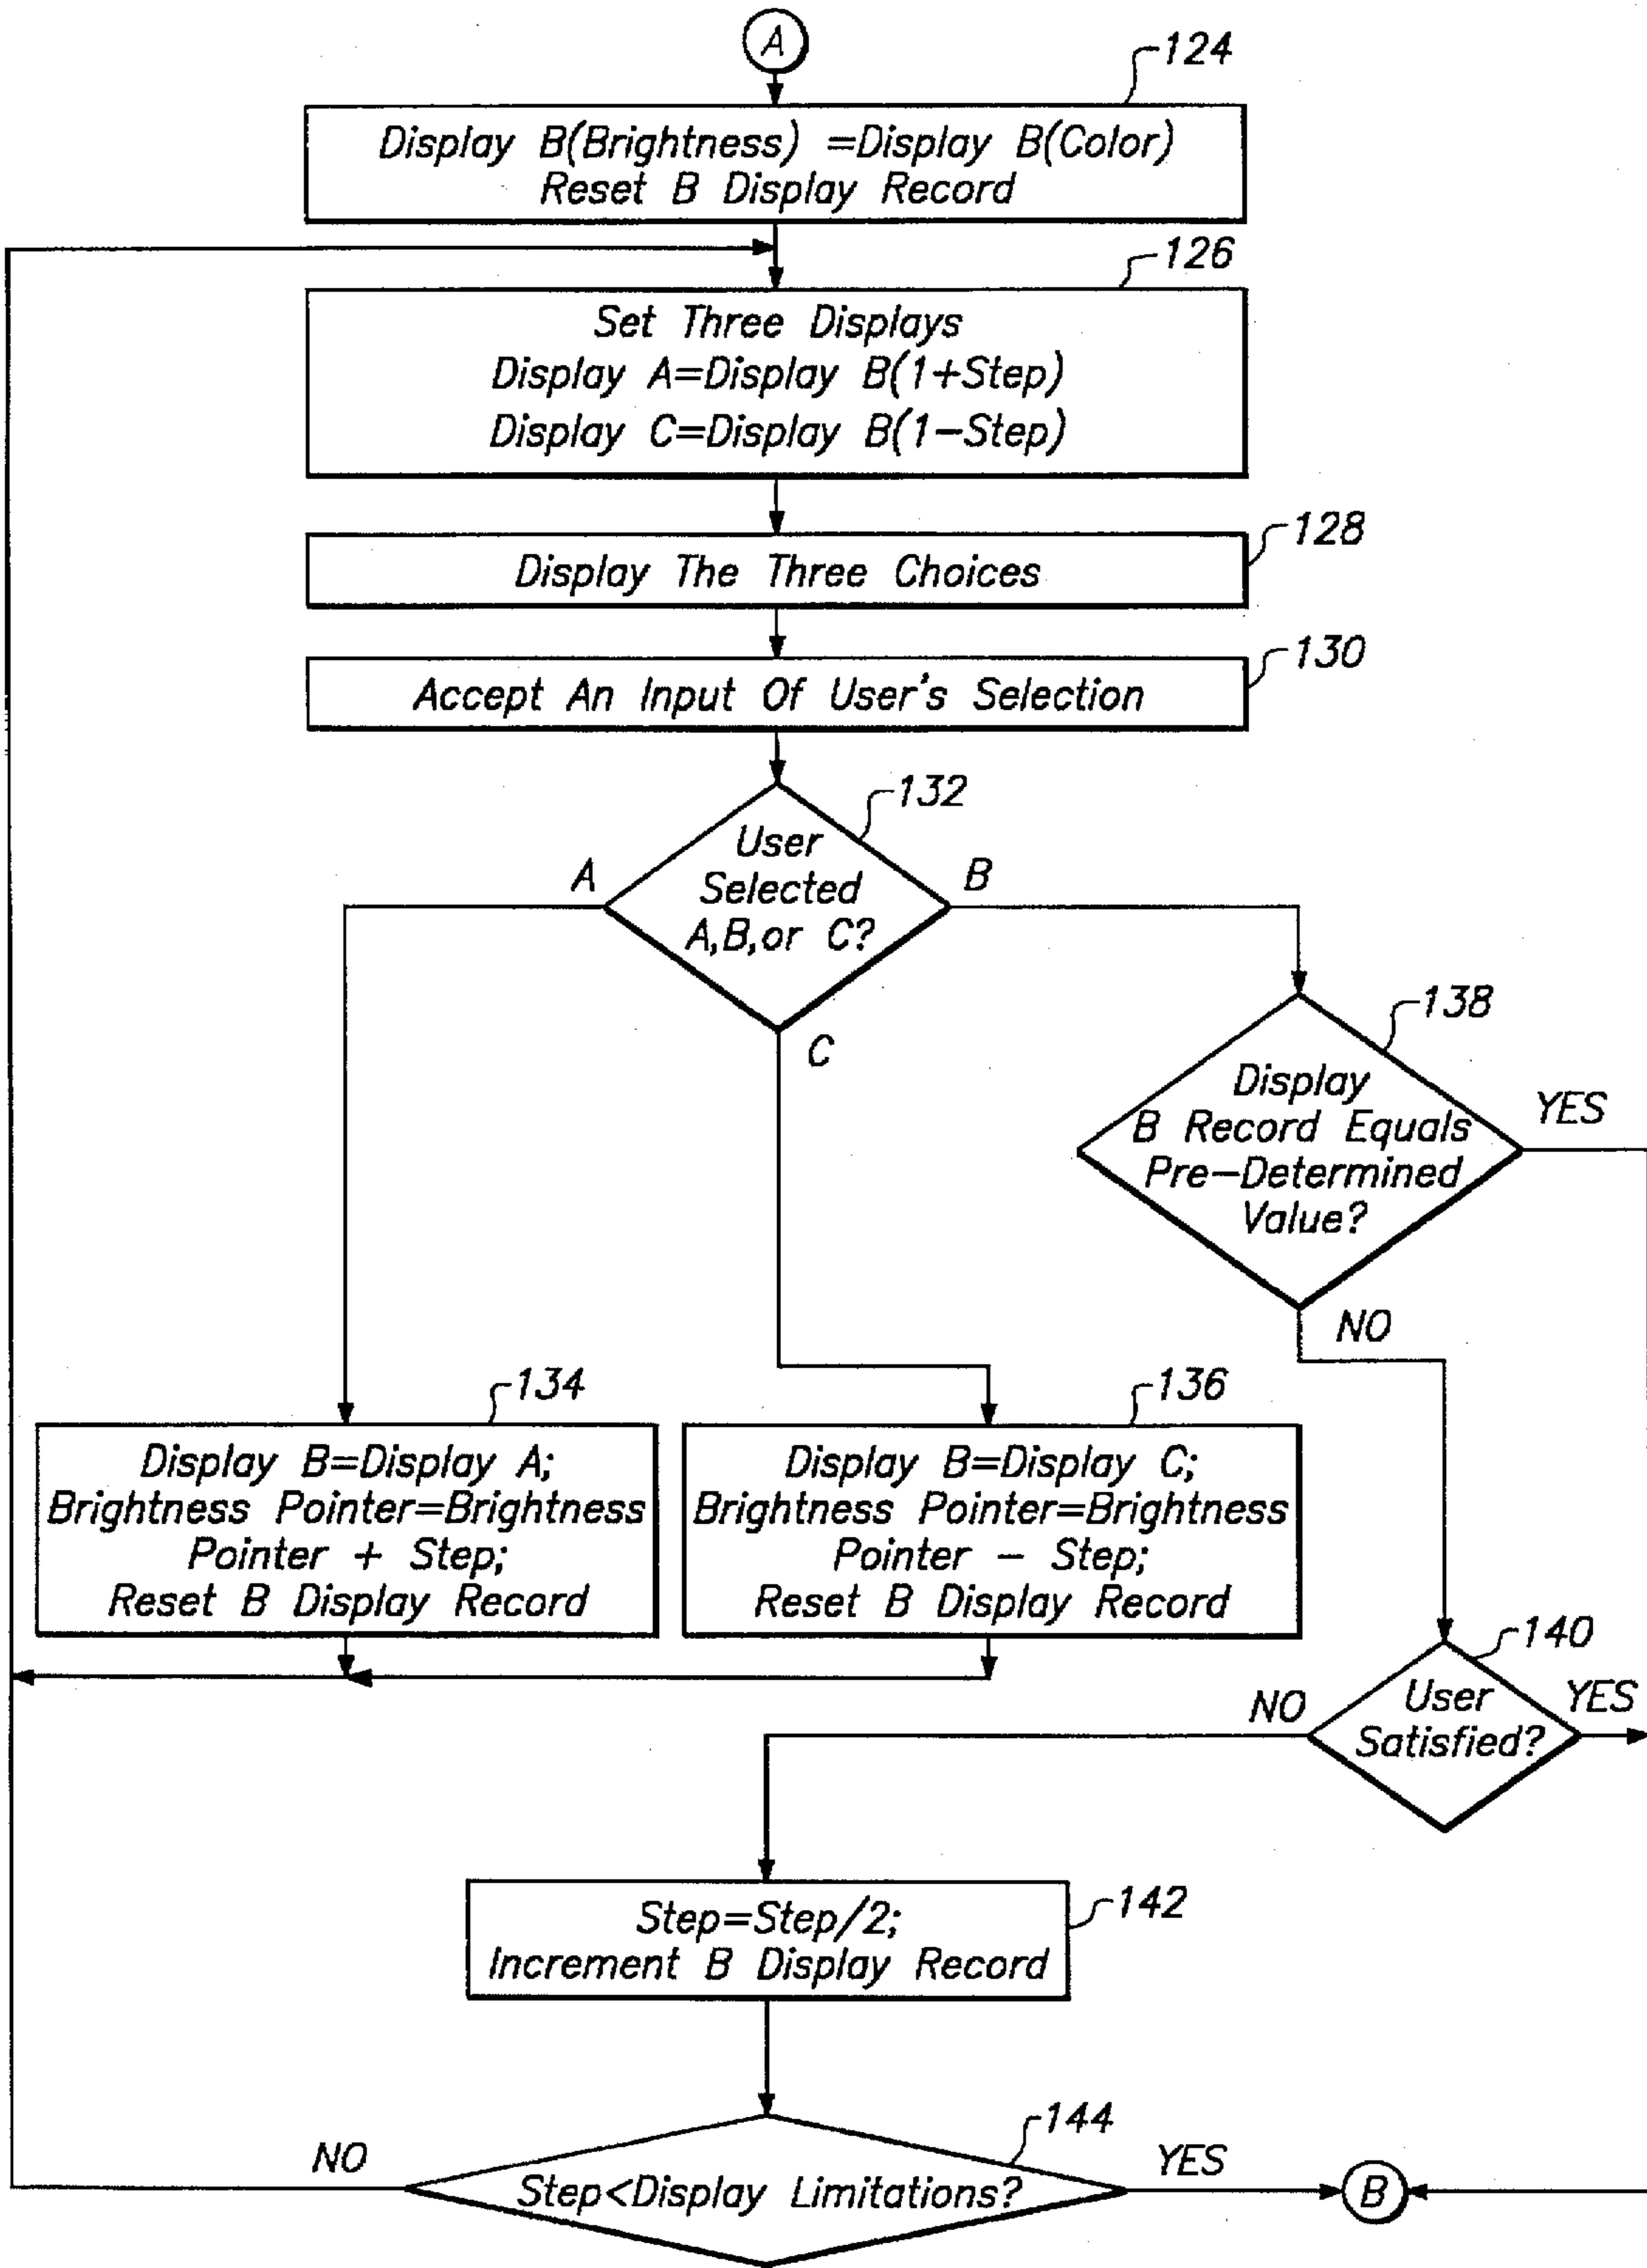 A
124
Display B(Brightness) =Display B(Color)
Reset B Display Record
126
Set Three Displays
Display A=Display B(1+Step)
Display C=Display B(1-Step)
128
Display The Three Choices
130
Accept An Input Of User's Selection
132
User
Selected
A,B,or C?
A
B
C
138
Display
B Record Equals
Pre-Determined
Value?
YES
NO
134
Display B=Display A;
Brightness Pointer=Brightness
Pointer + Step;
Reset B Display Record
136
Display B=Display C;
Brightness Pointer=Brightness
Pointer - Step;
Reset B Display Record
140
User
Satisfied?
NO
YES
142
Step=Step/2;
Increment B Display Record
144
Step<Display Limitations?
NO
YES
B